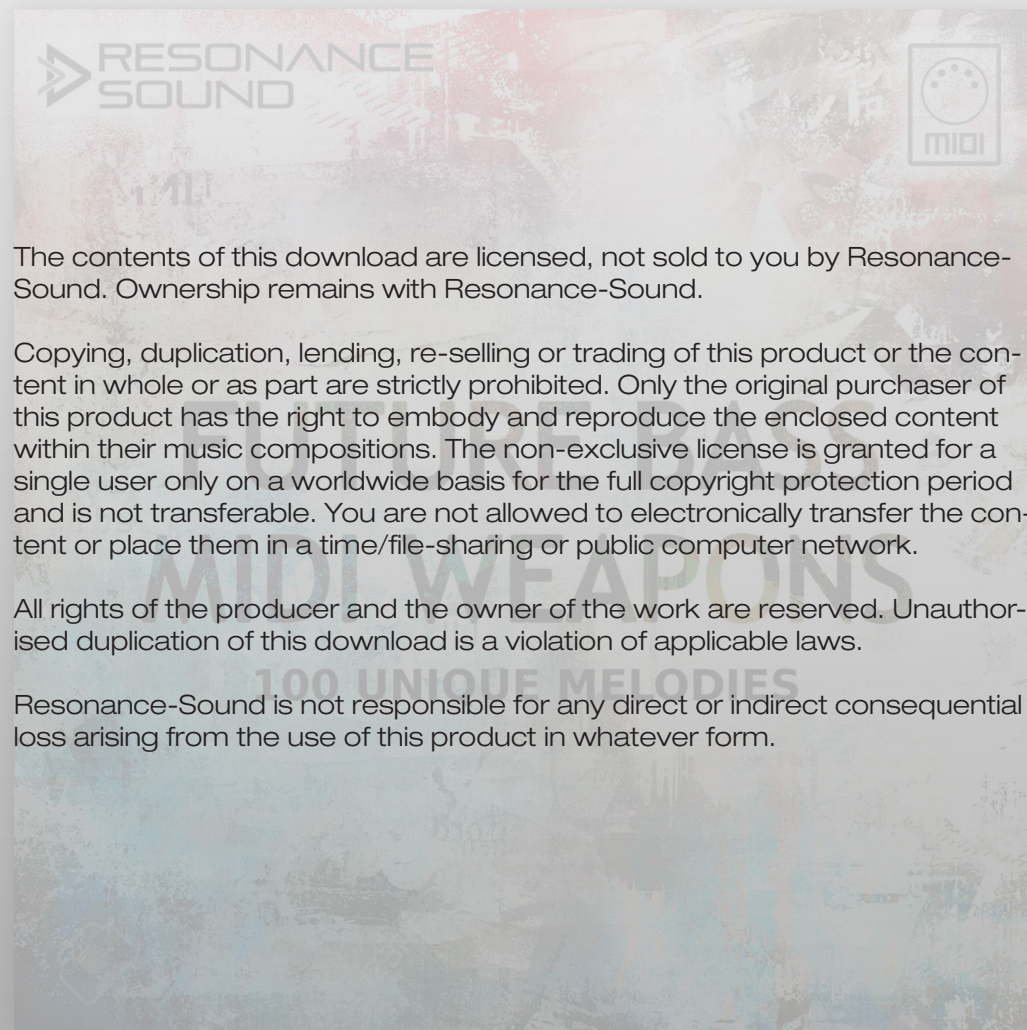 RESONANCE
SOUND
MIDI
The contents of this download are licensed, not sold to you by Resonance-
Sound. Ownership remains with Resonance-Sound.
Copying, duplication, lending, re-selling or trading of this product or the con-
tent in whole or as part are strictly prohibited. Only the original purchaser of
this product has the right to embody and reproduce the enclosed content
within their music compositions. The non-exclusive license is granted for a
single user only on a worldwide basis for the full copyright protection period
and is not transferable. You are not allowed to electronically transfer the con-
tent or place them in a time/file-sharing or public computer network.
FUTURE BASS
MIDI WEAPONS
All rights of the producer and the owner of the work are reserved. Unauthor-
ised duplication of this download is a violation of applicable laws.
100 UNIQUE MELODIES
Resonance-Sound is not responsible for any direct or indirect consequential
loss arising from the use of this product in whatever form.